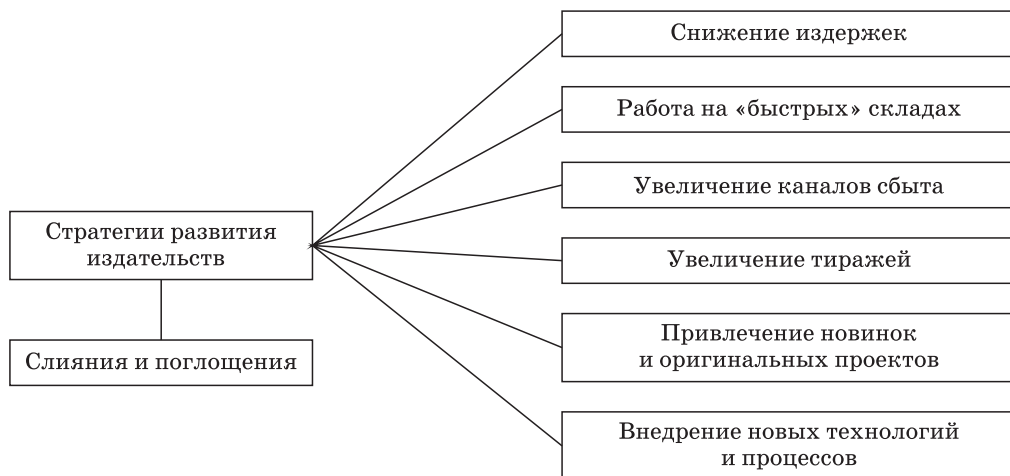 Стратегии развития
издательств
Слияния и поглощения
Снижение издержек
Работа на «быстрых» складах
Увеличение каналов сбыта
Увеличение тиражей
Привлечение новинок
и оригинальных проектов
Внедрение новых технологий
и процессов